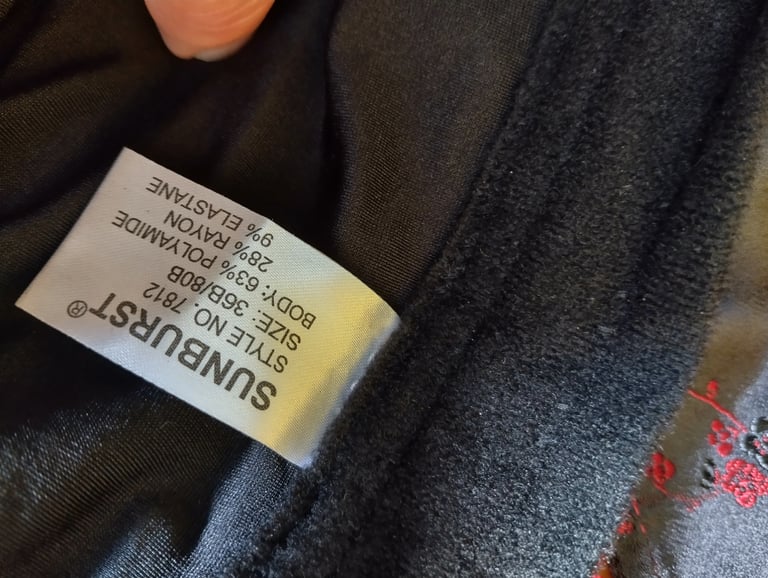 SUNBURST®
STYLE NO. 7812
SIZE: 36B/80B
BODY: 63% POLYAMIDE
28% RAYON
9% ELASTANE